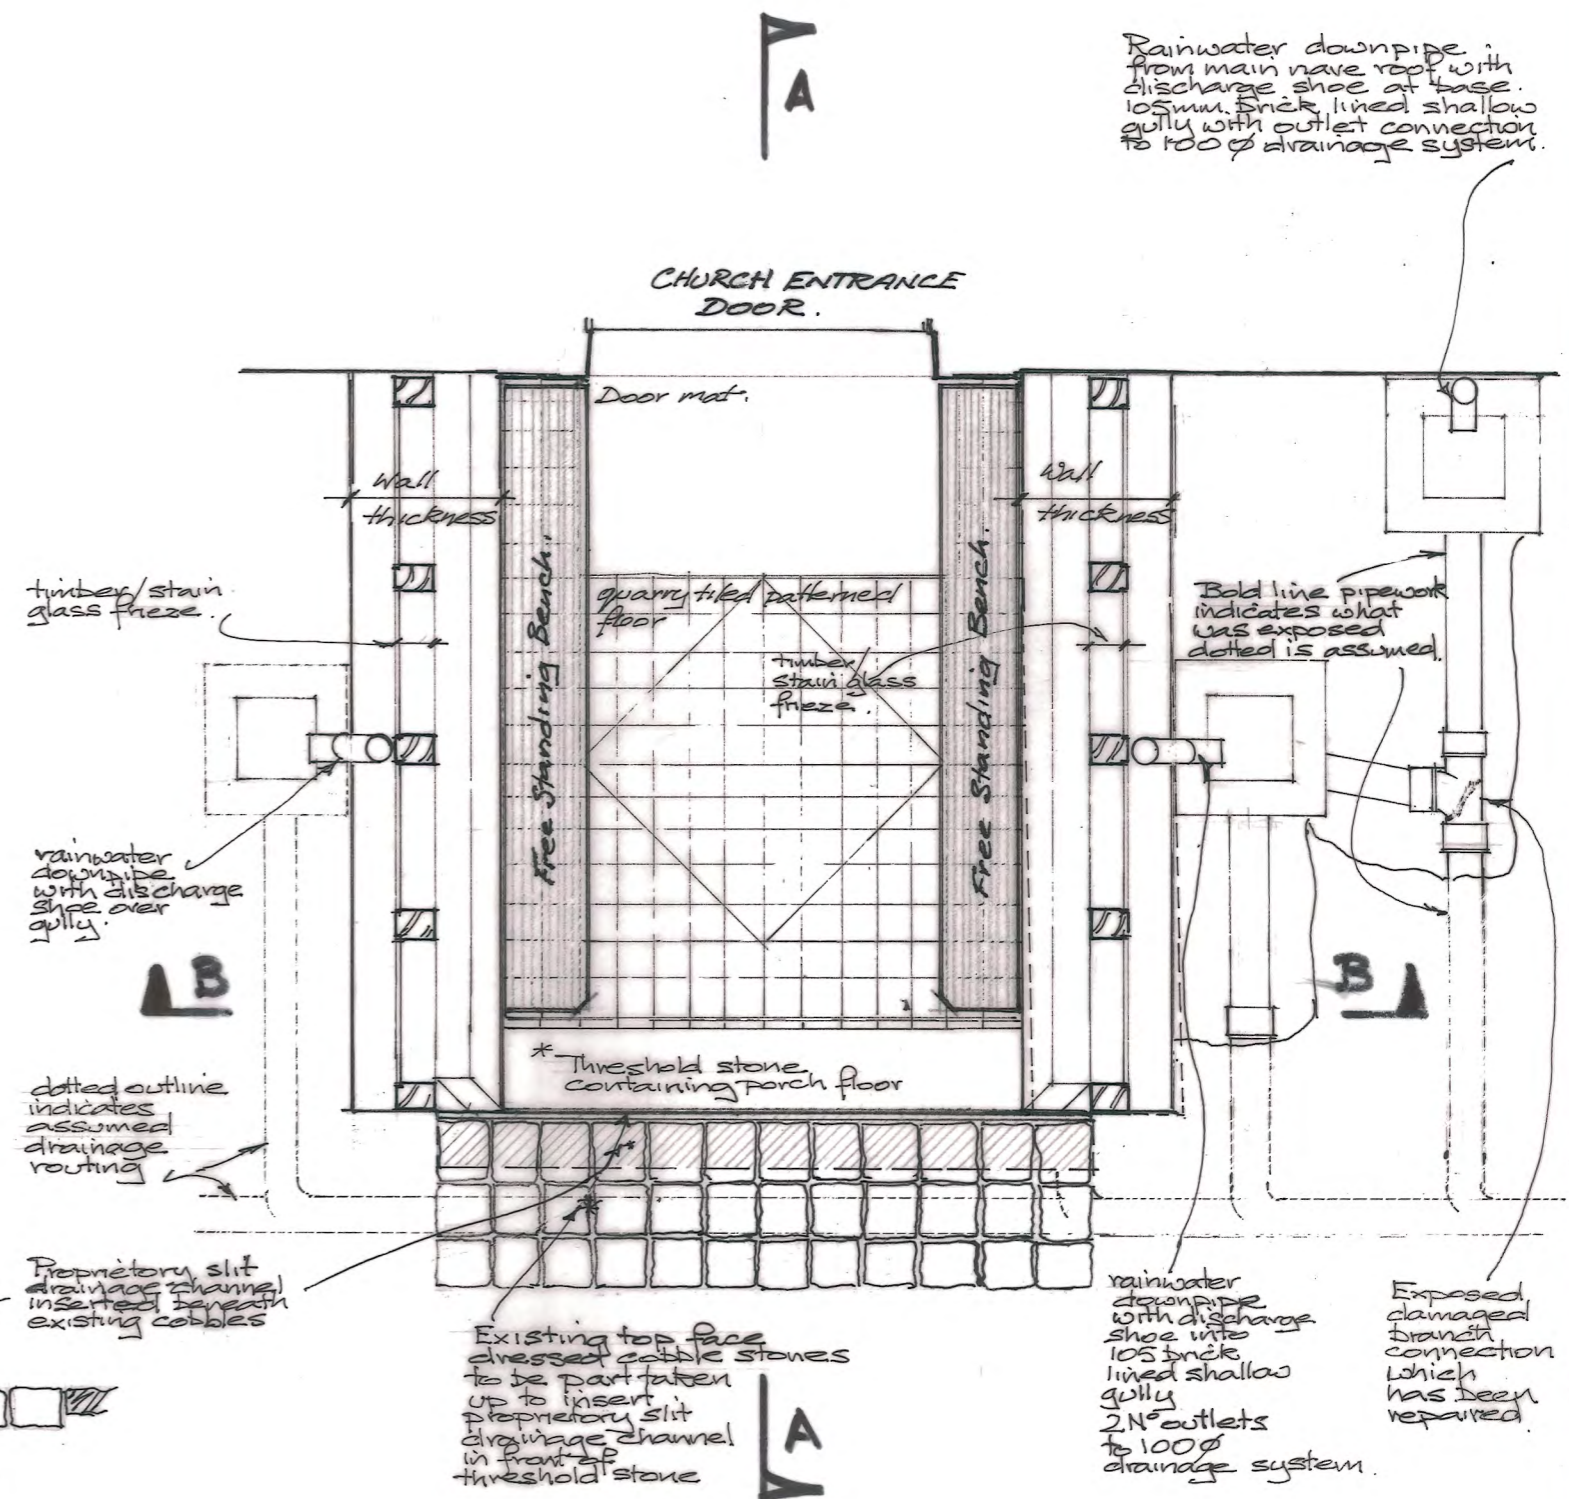 A
Rainwater downpipe
from main nave roof with
discharge shoe at base.
105mm. brick lined shallow
gully with outlet connection
to 100 Ø drainage system.
CHURCH ENTRANCE
DOOR.
Door mat.
Wall
thickness
Wall
thickness
timber/stain
glass frieze.
Free Standing Bench.
quarry tiled patterned
floor
timber/
stain glass
frieze.
Free Standing Bench.
Bold line pipework
indicates what
was exposed
dotted is assumed.
rainwater
downpipe
with discharge
shoe over
gully.
B
B
* Threshold stone
containing porch floor
dotted outline
indicates
assumed
drainage
routing
*
*
Proprietory slit
drainage channel
inserted beneath
existing cobbles
Existing top face
dressed cobble stones
to be part taken
up to insert
proprietory slit
drainage channel
in front of
threshold stone
A
rainwater
downpipe
with discharge
shoe into
105 brick
lined shallow
gully
2Nº outlets
to 100Ø
drainage system.
Exposed
damaged
branch
connection
which
has been
repaired.